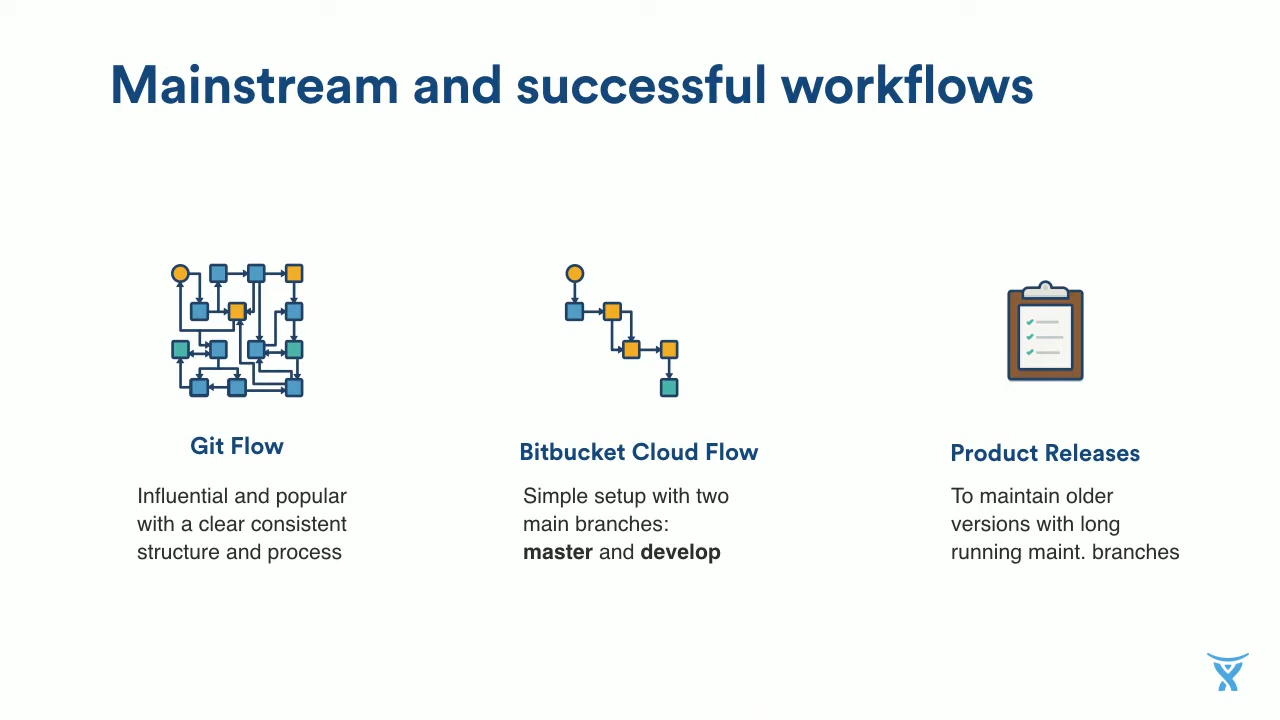 Mainstream and successful workflows
Git Flow
Influential and popular
with a clear consistent
structure and process
Bitbucket Cloud Flow
Simple setup with two
main branches:
master and develop
Product Releases
To maintain older
versions with long
running maint. branches